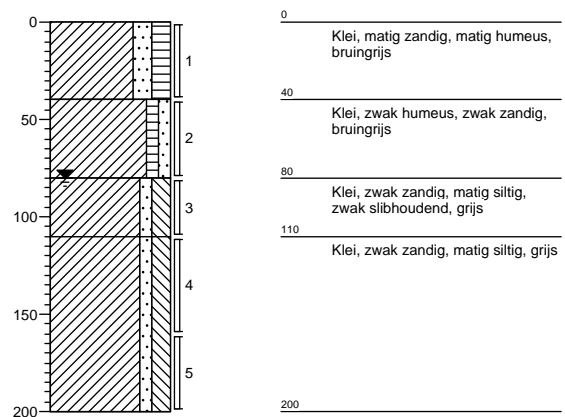 0
50
100
150
200
1
2
3
4
5
0
Klei, matig zandig, matig humeus,
bruingrijs
40
Klei, zwak humeus, zwak zandig,
bruingrijs
80
Klei, zwak zandig, matig siltig,
zwak slibhoudend, grijs
110
Klei, zwak zandig, matig siltig, grijs
200